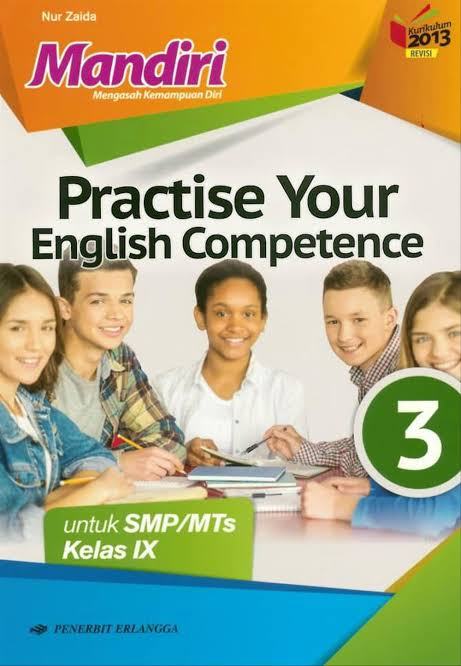 Nur Zaida
Kurikulum
2013
REVISI
Mandiri
Mengasah Kemampuan Diri
Practise Your
English Competence
3
untuk SMP/MTs
Kelas IX
PENERBIT ERLANGGA